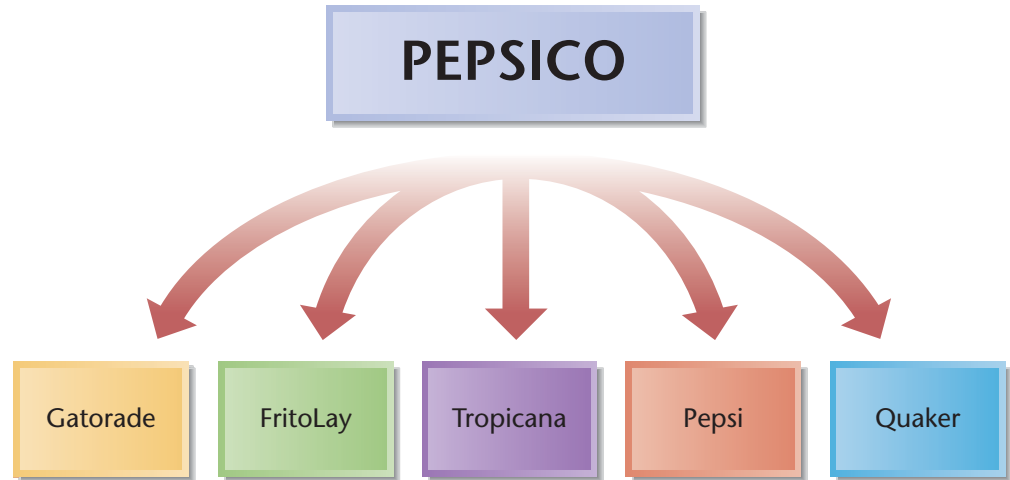 PEPSICO
Gatorade
FritoLay
Tropicana
Pepsi
Quaker